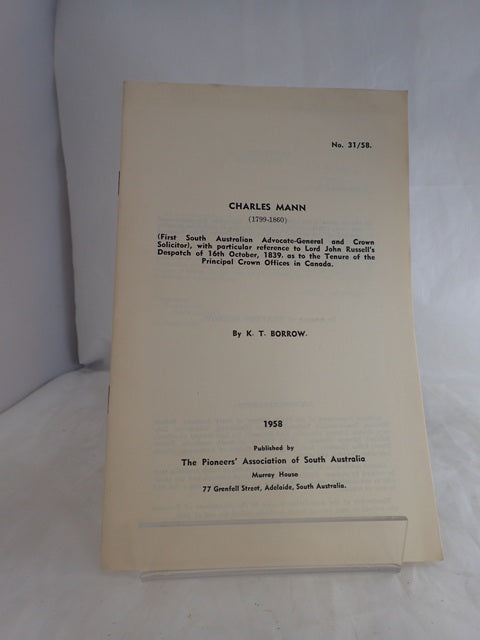 No. 31/58.
CHARLES MANN
(1799-1860)
(First South Australian Advocate-General and Crown
Solicitor), with particular reference to Lord John Russell's
Despatch of 16th October, 1839, as to the Tenure of the
Principal Crown Offices in Canada.
By K. T. BORROW.
1958
Published by
The Pioneers' Association of South Australia
Murray House
77 Grenfell Street, Adelaide, South Australia.